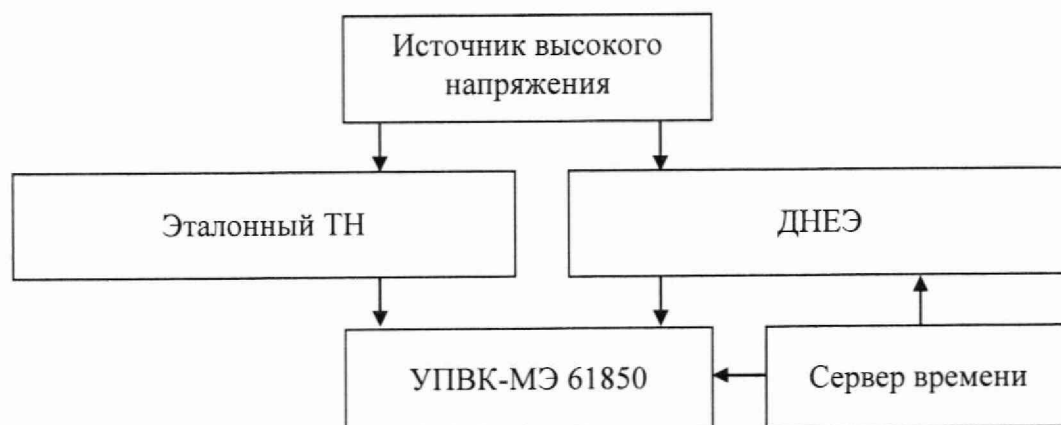 Источник высокого
напряжения
Эталонный ТН
ДНЕЭ
УПВК-МЭ 61850
Сервер времени